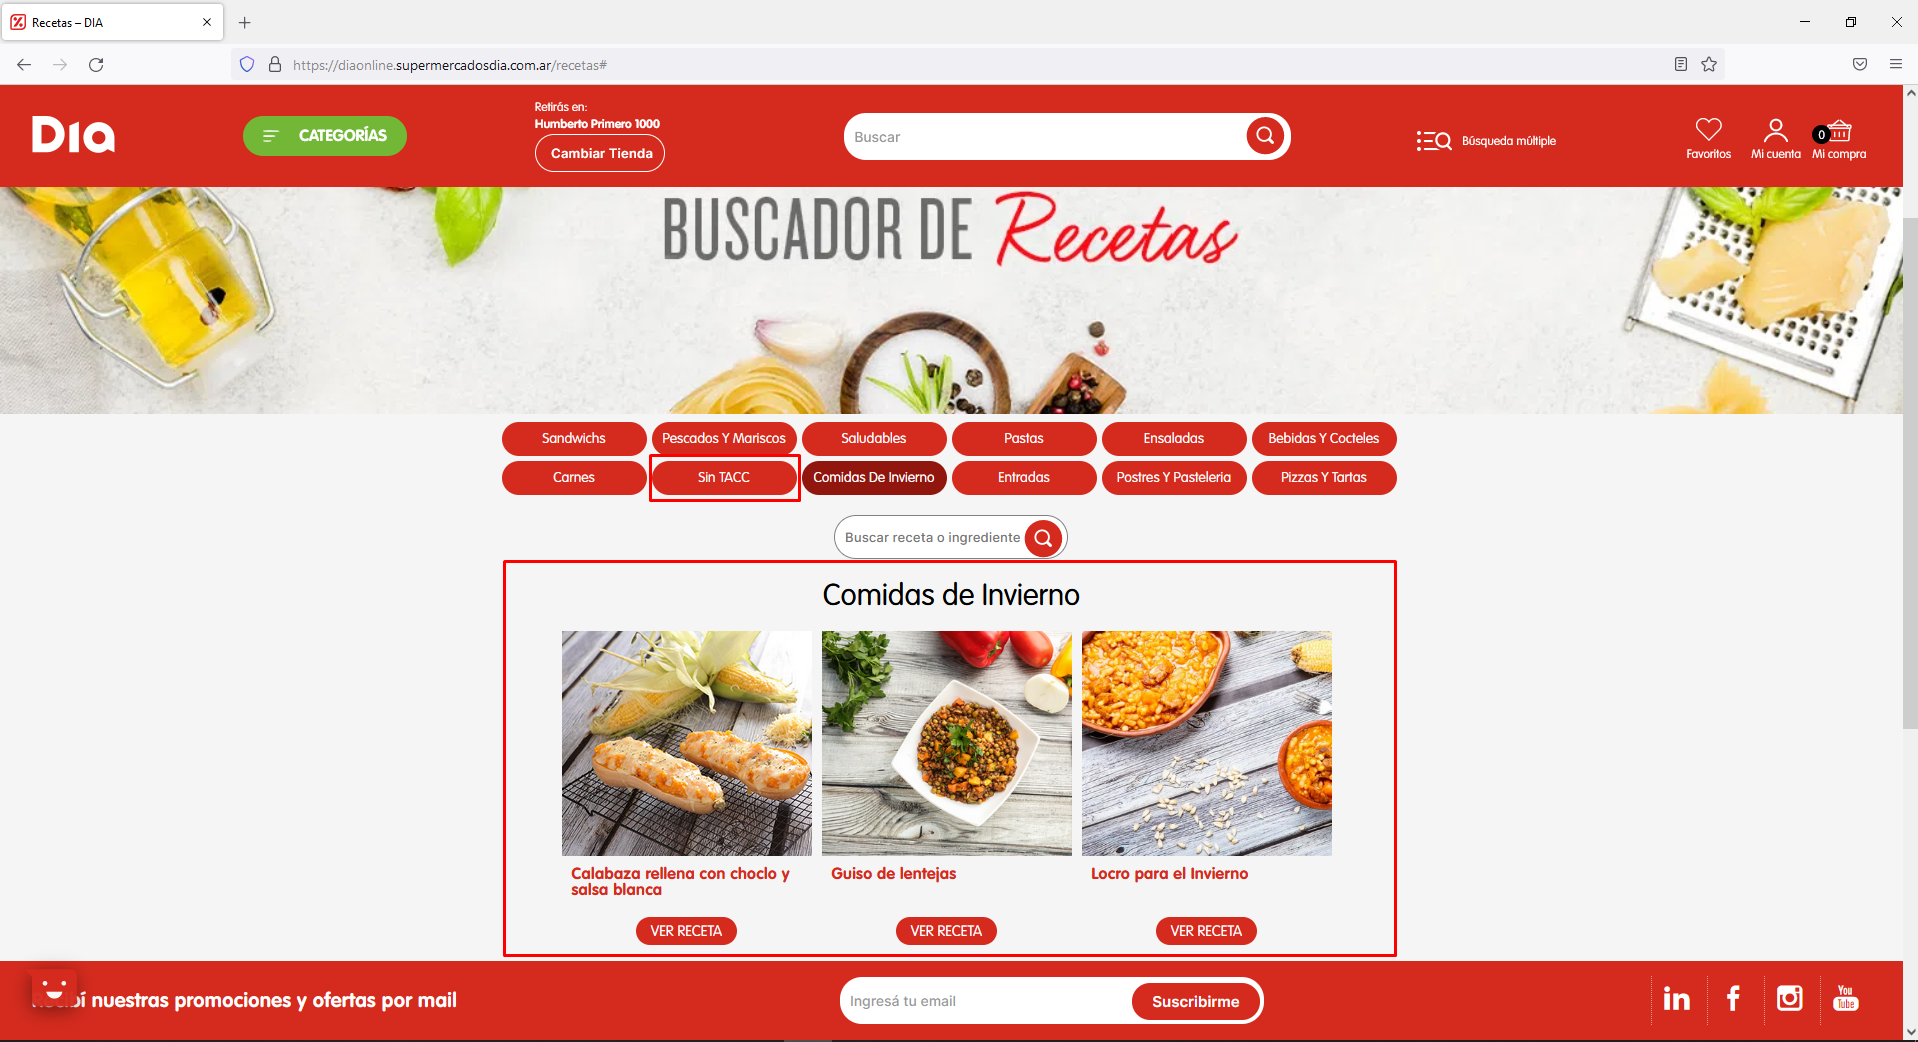 Recetas – DIA
https://diaonline.supermercadosdia.com.ar/recetas#
DIa
CATEGORÍAS
Retirás en:
Humberto Primero 1000
Cambiar Tienda
Buscar
Búsqueda múltiple
Favoritos
Mi cuenta
0
Mi compra
BUSCADOR DE Recetas
Sandwichs
Pescados Y Mariscos
Saludables
Pastas
Ensaladas
Bebidas Y Cocteles
Carnes
Sin TACC
Comidas De Invierno
Entradas
Postres Y Pasteleria
Pizzas Y Tartas
Buscar receta o ingrediente
Comidas de Invierno
Calabaza rellena con choclo y
salsa blanca
Guiso de lentejas
Locro para el Invierno
VER RECETA
VER RECETA
VER RECETA
nuestras promociones y ofertas por mail
Ingresá tu email
Suscribirme
in
f
You
Tube